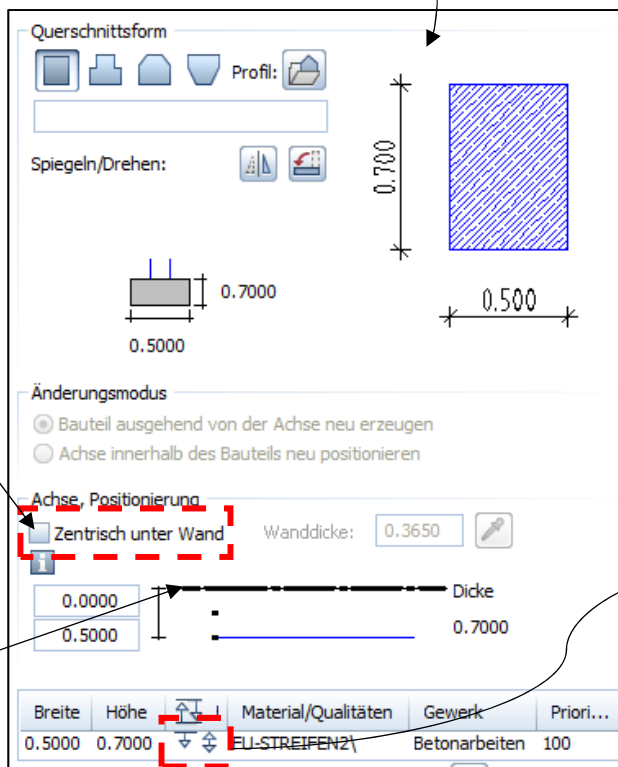 Querschnittsform
Profil:
0.700
Spiegeln/Drehen:
0.7000
0.500
0.5000
Änderungsmodus
Bauteil ausgehend von der Achse neu erzeugen
Achse innerhalb des Bauteils neu positionieren
Achse, Positionierung
Zentrisch unter Wand Wanddicke: 0.3650
i
0.0000 Dicke
0.5000 0.7000
Breite Höhe Material/Qualitäten Gewerk Priori...
0.5000 0.7000 FU-STREIFEN2\ Betonarbeiten 100